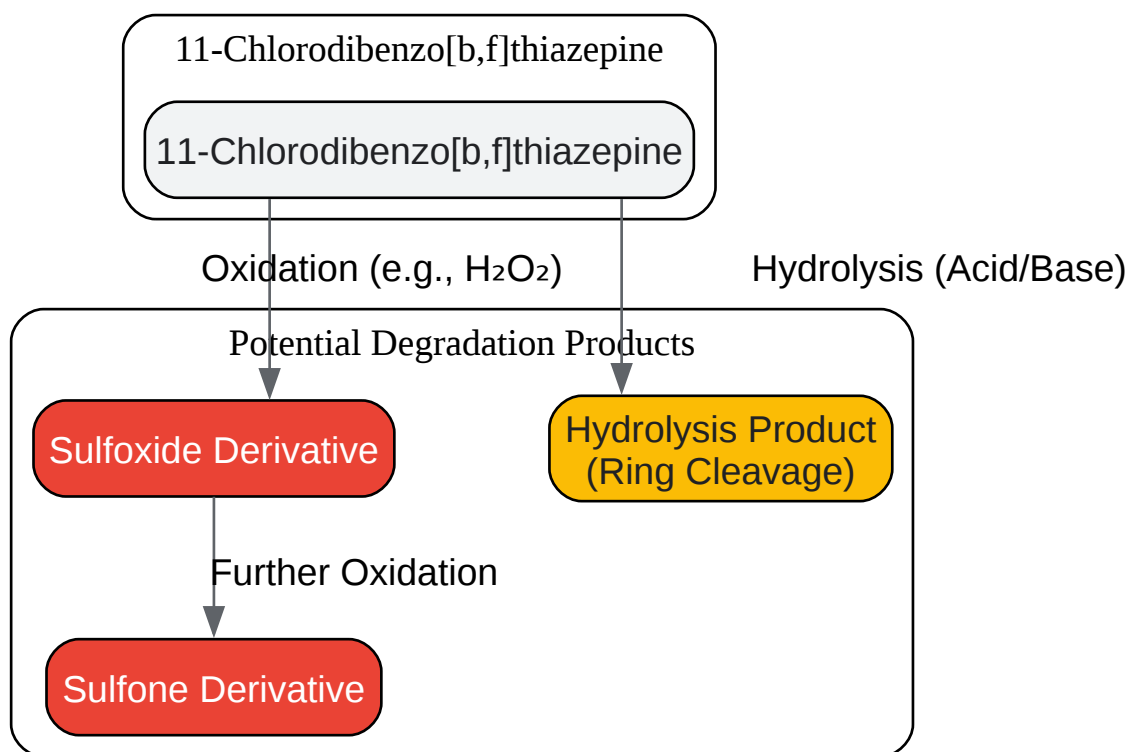 11-Chlorodibenzo[b,f]thiazepine
11-Chlorodibenzo[b,f]thiazepine
Oxidation (e.g., H₂O₂)
Hydrolysis (Acid/Base)
Potential Degradation Products
Sulfoxide Derivative
Hydrolysis Product
(Ring Cleavage)
Further Oxidation
Sulfone Derivative